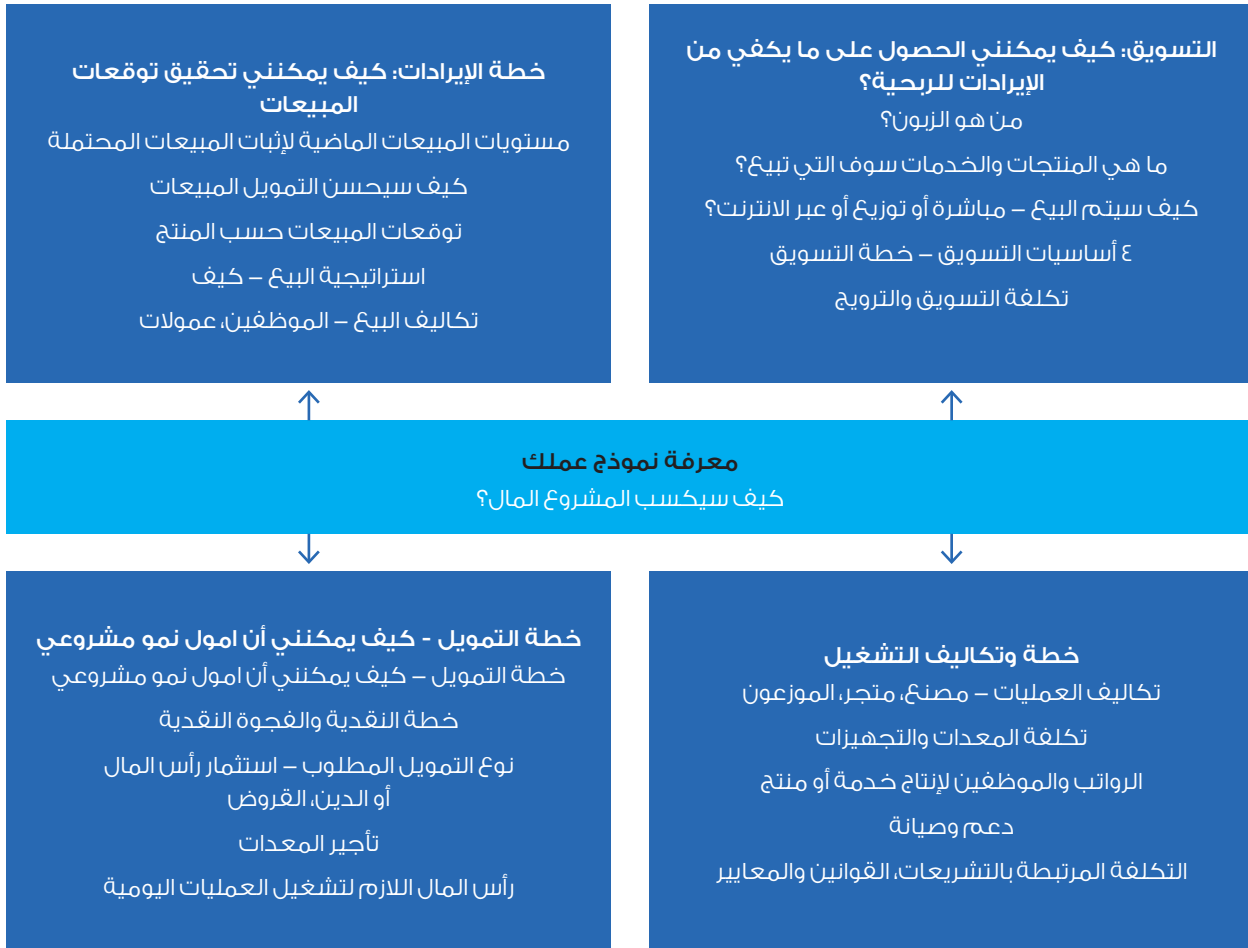 التسويق: كيف يمكنني الحصول على ما يكفي من
الإيرادات للربحية؟
من هو الزبون؟
ما هي المنتجات والخدمات سوف التي تبيع؟
كيف سيتم البيع – مباشرة أو توزيع أو عبر الانترنت؟
٤ أساسيات التسويق – خطة التسويق
تكلفة التسويق والترويج
خطة الإيرادات: كيف يمكنني تحقيق توقعات
المبيعات
مستويات المبيعات الماضية لإثبات المبيعات المحتملة
كيف سيحسن التمويل المبيعات
توقعات المبيعات حسب المنتج
استراتيجية البيع – كيف
تكاليف البيع – الموظفين، عمولات
معرفة نموذج عملك
كيف سيكسب المشروع المال؟
خطة وتكاليف التشغيل
تكاليف العمليات – مصنع، متجر، الموزعون
تكلفة المعدات والتجهيزات
الرواتب والموظفين لإنتاج خدمة أو منتج
دعم وصيانة
التكلفة المرتبطة بالتشريعات، القوانين والمعايير
خطة التمويل - كيف يمكنني أن امول نمو مشروعي
خطة التمويل – كيف يمكنني أن امول نمو مشروعي
خطة النقدية والفجوة النقدية
نوع التمويل المطلوب – استثمار رأس المال
أو الدين، القروض
تأجير المعدات
رأس المال اللازم لتشغيل العمليات اليومية